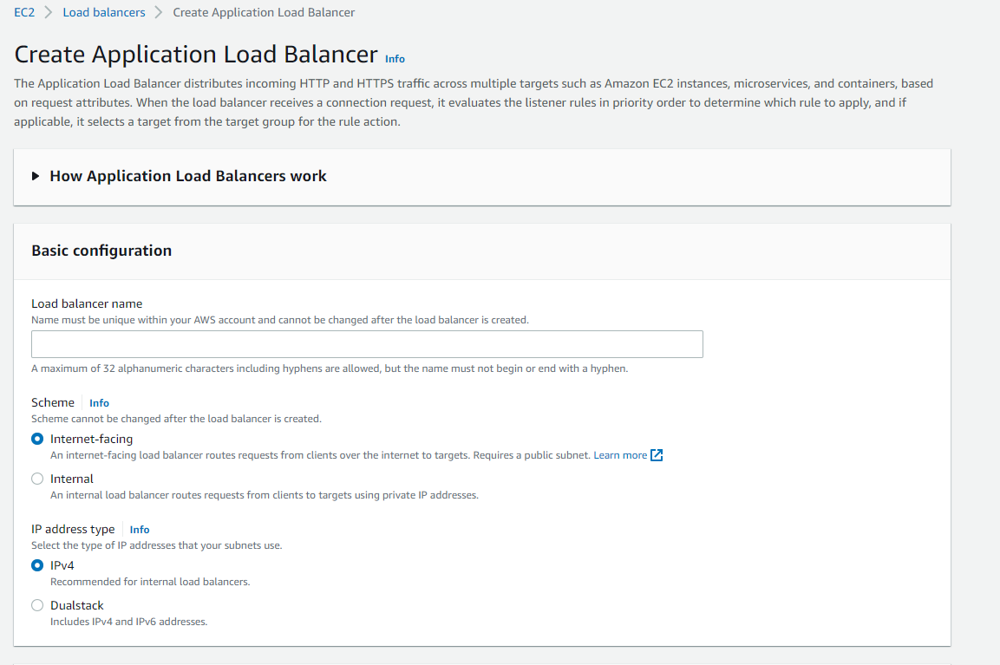 EC2 > Load balancers > Create Application Load Balancer
Create Application Load Balancer Info
The Application Load Balancer distributes incoming HTTP and HTTPS traffic across multiple targets such as Amazon EC2 instances, microservices, and containers, based
on request attributes. When the load balancer receives a connection request, it evaluates the listener rules in priority order to determine which rule to apply, and if
applicable, it selects a target from the target group for the rule action.
How Application Load Balancers work
Basic configuration
Load balancer name
Name must be unique within your AWS account and cannot be changed after the load balancer is created.
A maximum of 32 alphanumeric characters including hyphens are allowed, but the name must not begin or end with a hyphen.
Scheme Info
Scheme cannot be changed after the load balancer is created.
Internet-facing
An internet-facing load balancer routes requests from clients over the internet to targets. Requires a public subnet. Learn more
Internal
An internal load balancer routes requests from clients to targets using private IP addresses.
IP address type Info
Select the type of IP addresses that your subnets use.
IPv4
Recommended for internal load balancers.
Dualstack
Includes IPv4 and IPv6 addresses.